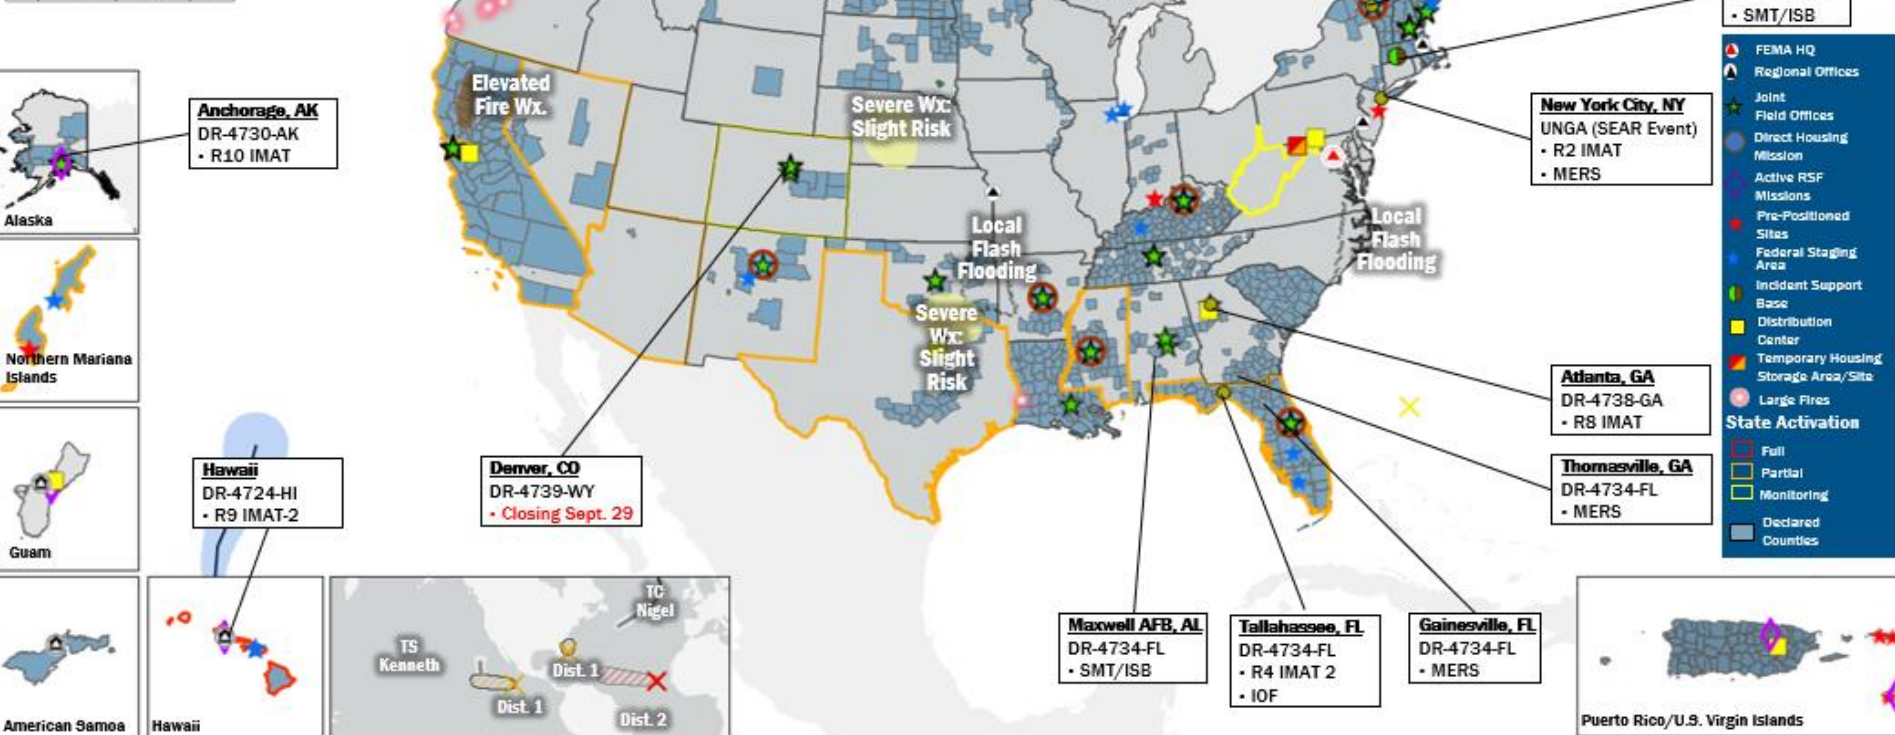 • SMT/ISB
FEMA HQ
Regional Offices
Joint
Field Offices
Direct Housing
Mission
Active RSF
Missions
Pre-Positioned
Sites
Federal Staging
Area
Incident Support
Base
Distribution
Center
Temporary Housing
Storage Area/Site
Large Fires
State Activation
Full
Partial
Monitoring
Declared
Counties
Elevated
Fire Wx.
Severe Wx:
Slight Risk
Anchorage, AK
DR-4730-AK
• R10 IMAT
Alaska
New York City, NY
UNGA (SEAR Event)
• R2 IMAT
• MERS
Local
Flash
Flooding
Local
Flash
Flooding
Severe
Wx:
Slight
Risk
Northern Mariana
Islands
Atlanta, GA
DR-4738-GA
• R8 IMAT
Thomasville, GA
DR-4734-FL
• MERS
Hawaii
DR-4724-HI
• R9 IMAT-2
Denver, CO
DR-4739-WY
• Closing Sept. 29
Guam
Maxwell AFB, AL
DR-4734-FL
• SMT/ISB
Tallahassee, FL
DR-4734-FL
• R4 IMAT 2
• IOF
Gainesville, FL
DR-4734-FL
• MERS
TC
Nigel
TS
Kenneth
Dist. 1
Dist. 1
Dist. 2
American Samoa
Hawaii
Puerto Rico/U.S. Virgin Islands